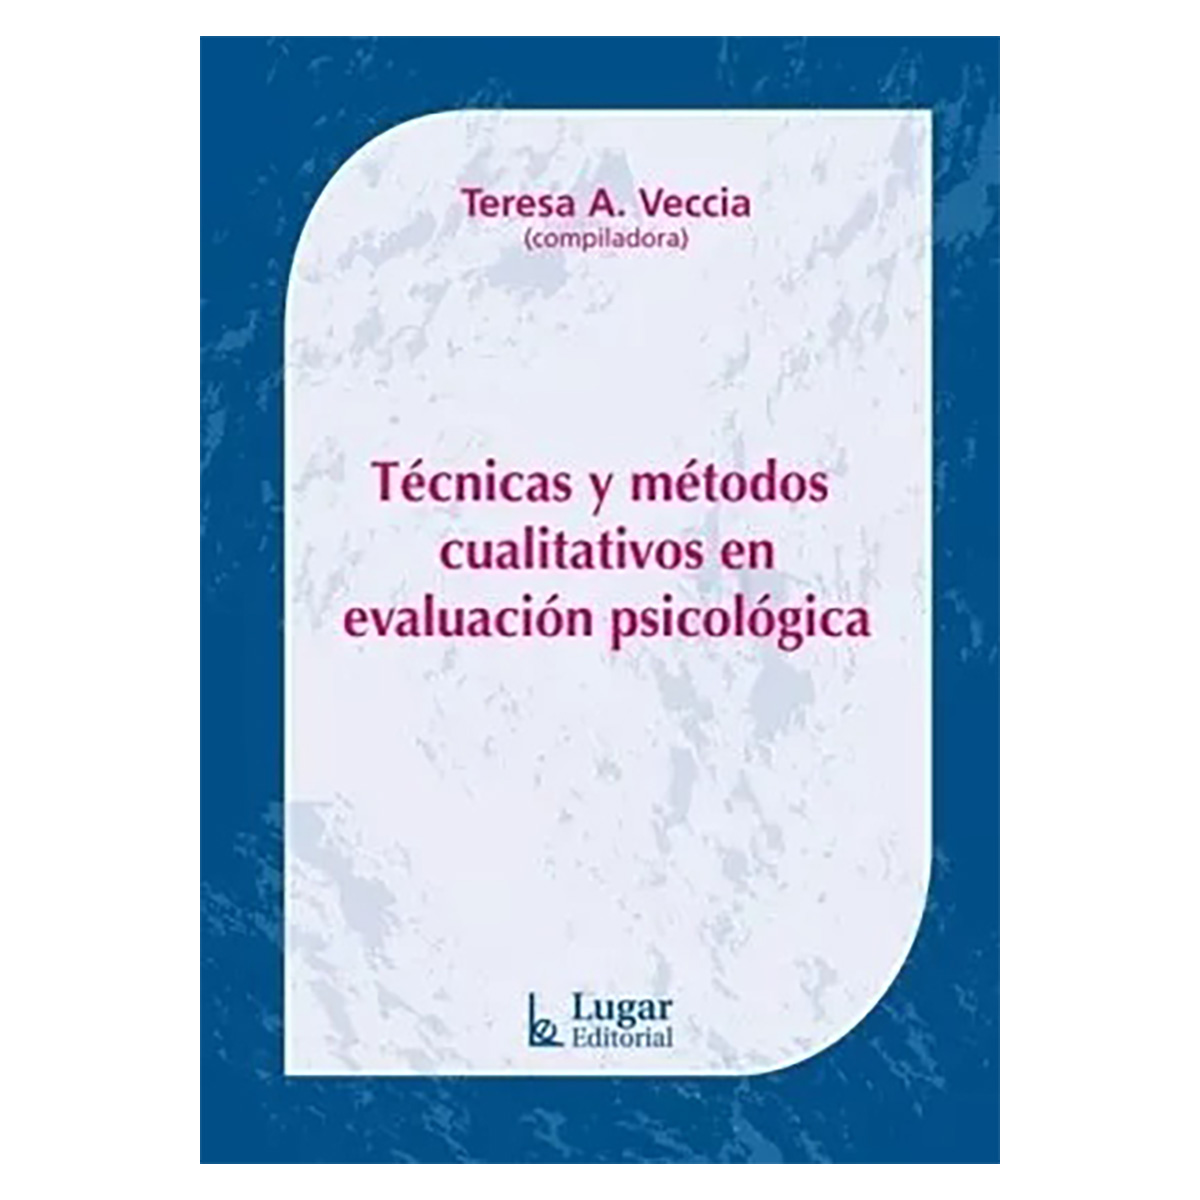 Teresa A. Veccia
(compiladora)
Técnicas y métodos
cualitativos en
evaluación psicológica
Lugar
Editorial